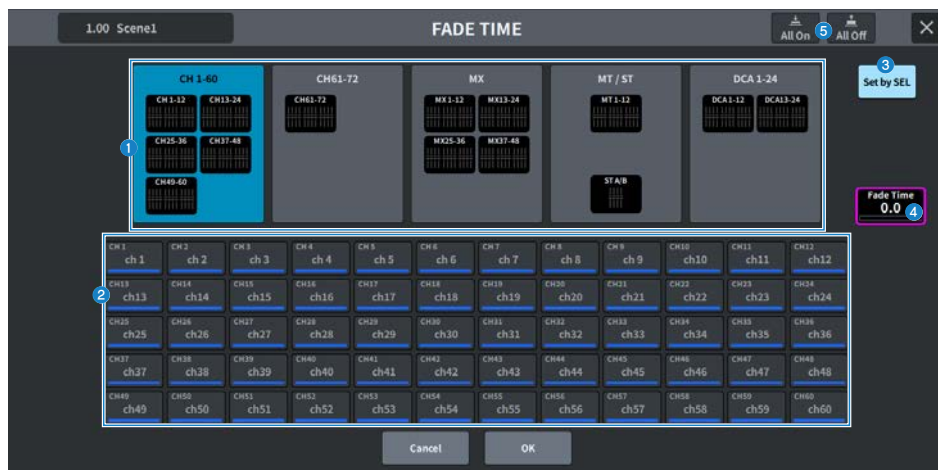 1.00 Scene1 FADE TIME All On 5 All Off
3
Set by SEL
1
CH 1-60 CH61-72 MX MT / ST DCA 1-24
CH 1-12 CH13-24 CH61-72 MX 1-12 MX13-24 MT 1-12 DCA 1-12 DCA13-24
CH25-36 CH37-48 MX25-36 MX37-48
CH49-60 ST A/B
Fade Time
0.0 4
2
CH 1 CH 2 CH 3 CH 4 CH 5 CH 6 CH 7 CH 8 CH 9 CH10 CH11 CH12
ch 1 ch 2 ch 3 ch 4 ch 5 ch 6 ch 7 ch 8 ch 9 ch10 ch11 ch12
CH13 CH14 CH15 CH16 CH17 CH18 CH19 CH20 CH21 CH22 CH23 CH24
ch13 ch14 ch15 ch16 ch17 ch18 ch19 ch20 ch21 ch22 ch23 ch24
CH25 CH26 CH27 CH28 CH29 CH30 CH31 CH32 CH33 CH34 CH35 CH36
ch25 ch26 ch27 ch28 ch29 ch30 ch31 ch32 ch33 ch34 ch35 ch36
CH37 CH38 CH39 CH40 CH41 CH42 CH43 CH44 CH45 CH46 CH47 CH48
ch37 ch38 ch39 ch40 ch41 ch42 ch43 ch44 ch45 ch46 ch47 ch48
CH49 CH50 CH51 CH52 CH53 CH54 CH55 CH56 CH57 CH58 CH59 CH60
ch49 ch50 ch51 ch52 ch53 ch54 ch55 ch56 ch57 ch58 ch59 ch60
Cancel OK